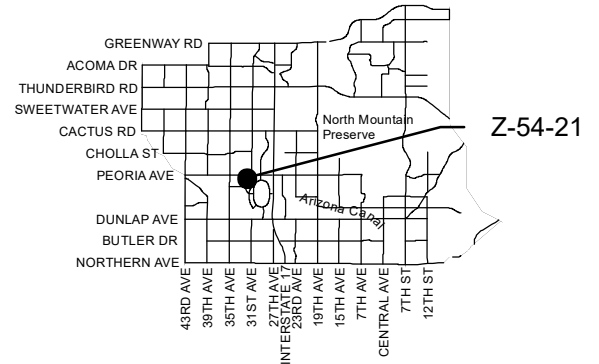 GREENWAY RD
ACOMA DR
THUNDERBIRD RD
SWEETWATER AVE
CACTUS RD
CHOLLA ST
PEORIA AVE
DUNLAP AVE
BUTLER DR
NORTHERN AVE
North Mountain
Preserve
Z-54-21
Arizona Canal
43RD AVE
39TH AVE
35TH AVE
31ST AVE
27TH AVE
INTERSTATE 17
23RD AVE
19TH AVE
15TH AVE
7TH AVE
CENTRAL AVE
7TH ST
12TH ST